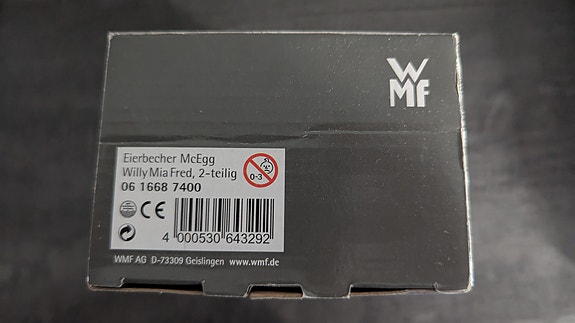 WMF
Eierbecher McEgg
Willy Mia Fred, 2-teilig
0-3
06 1668 7400
CE
4 000530 643292
WMF AG D-73309 Geislingen www.wmf.de